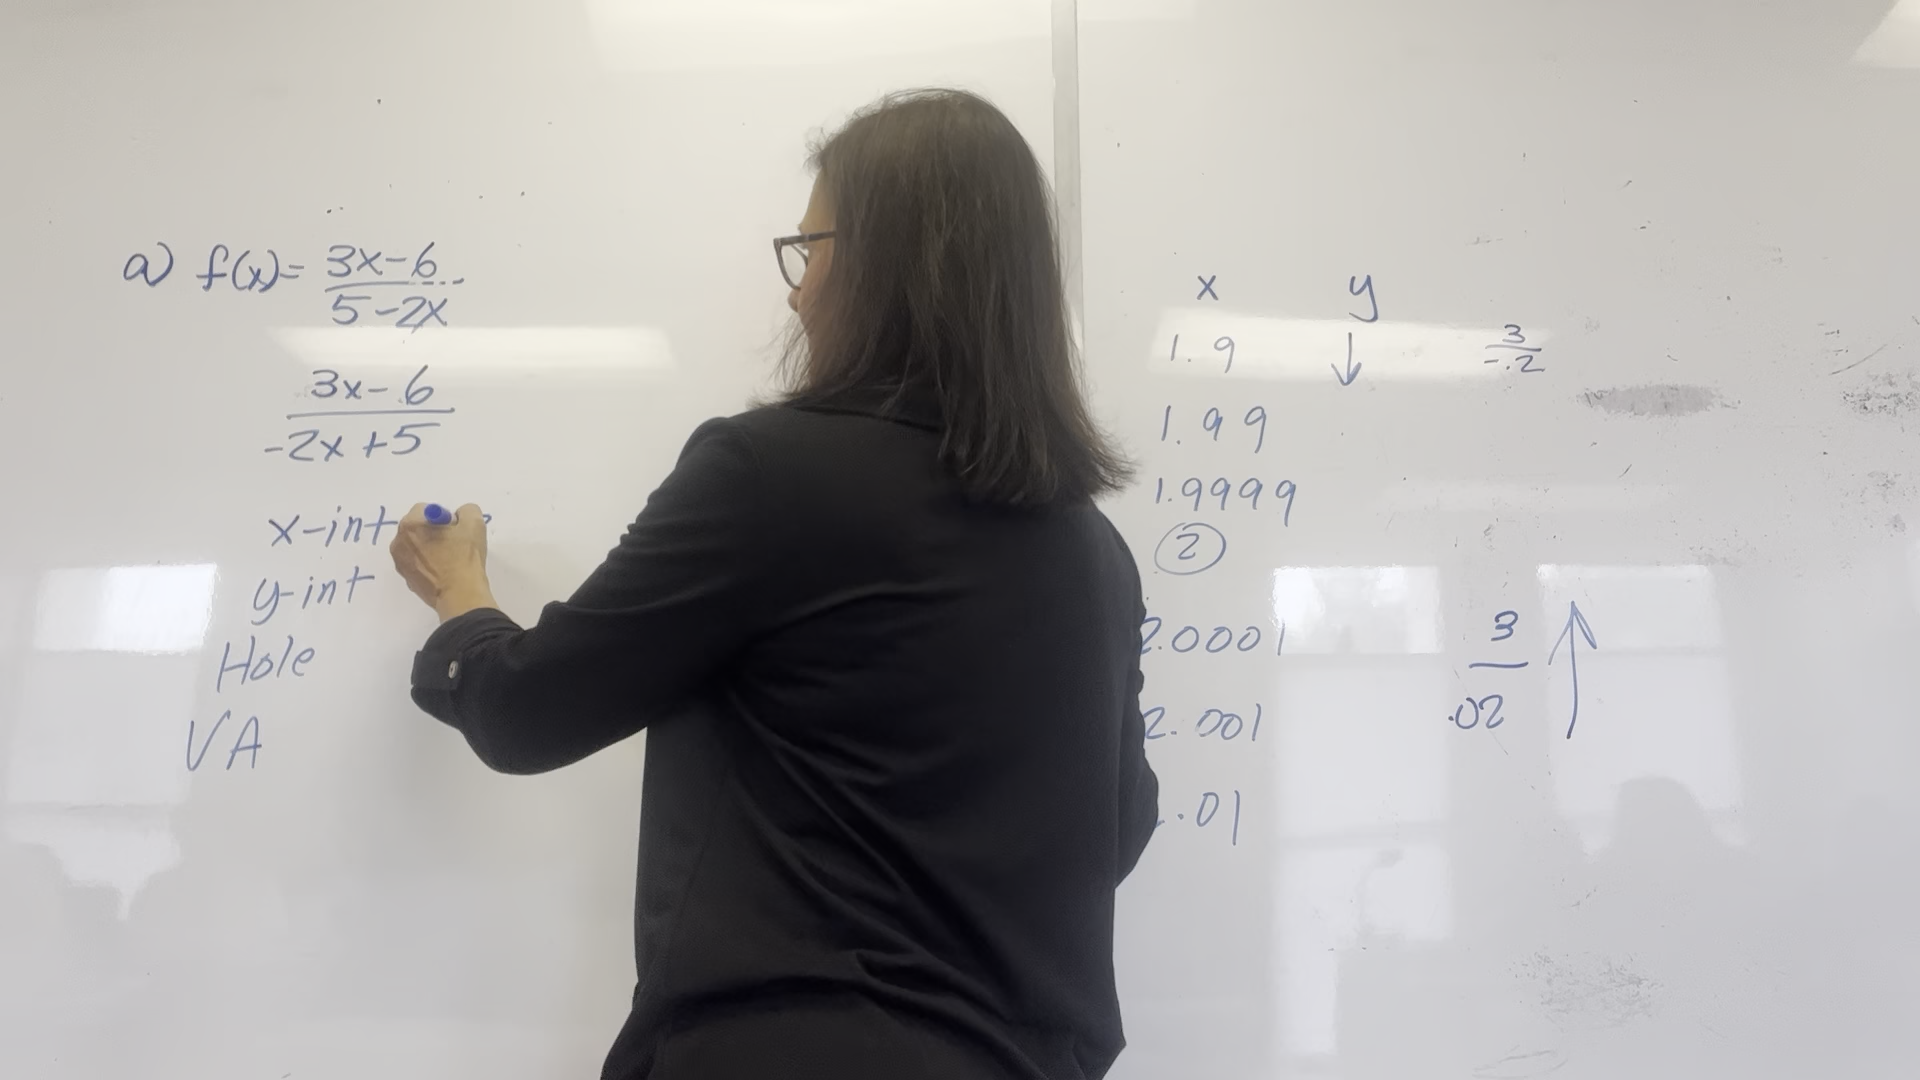 a) f(x) = 3x-6
5-2x
3x-6
-2x+5
x-int
y-int
Hole
VA
x y
1.9 ↓ 3
-.2
1.99
1.9999
2
2.0001 3 ↑
.02
2.001
.01